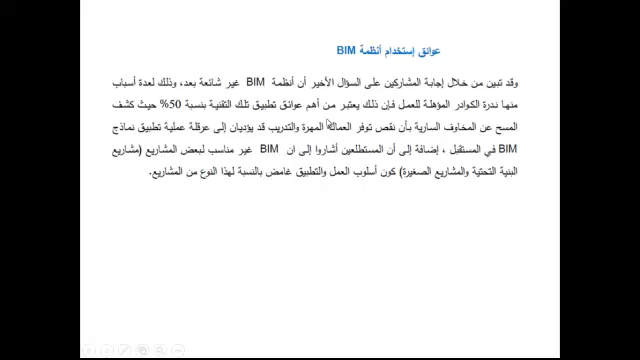 عوائق إستخدام أنظمة BIM
وقد تبين من خلال إجابة المشاركين على السؤال الأخير أن أنظمة BIM غير شائعة بعد، وذلك لعدة أسباب
منها ندرة الكوادر المؤهلة للعمل فإن ذلك يعتبر من أهم عوائق تطبيق تلك التقنية بنسبة 50% حيث كشف
المسح عن المخاوف السارية بأن نقص توفر العمالة المهرة والتدريب قد يؤديان إلى عرقلة عملية تطبيق نماذج
BIM في المستقبل ، إضافة إلى أن المستطلعين أشاروا إلى ان BIM غير مناسب لبعض المشاريع (مشاريع
البنية التحتية والمشاريع الصغيرة) كون أسلوب العمل والتطبيق غامض بالنسبة لهذا النوع من المشاريع.